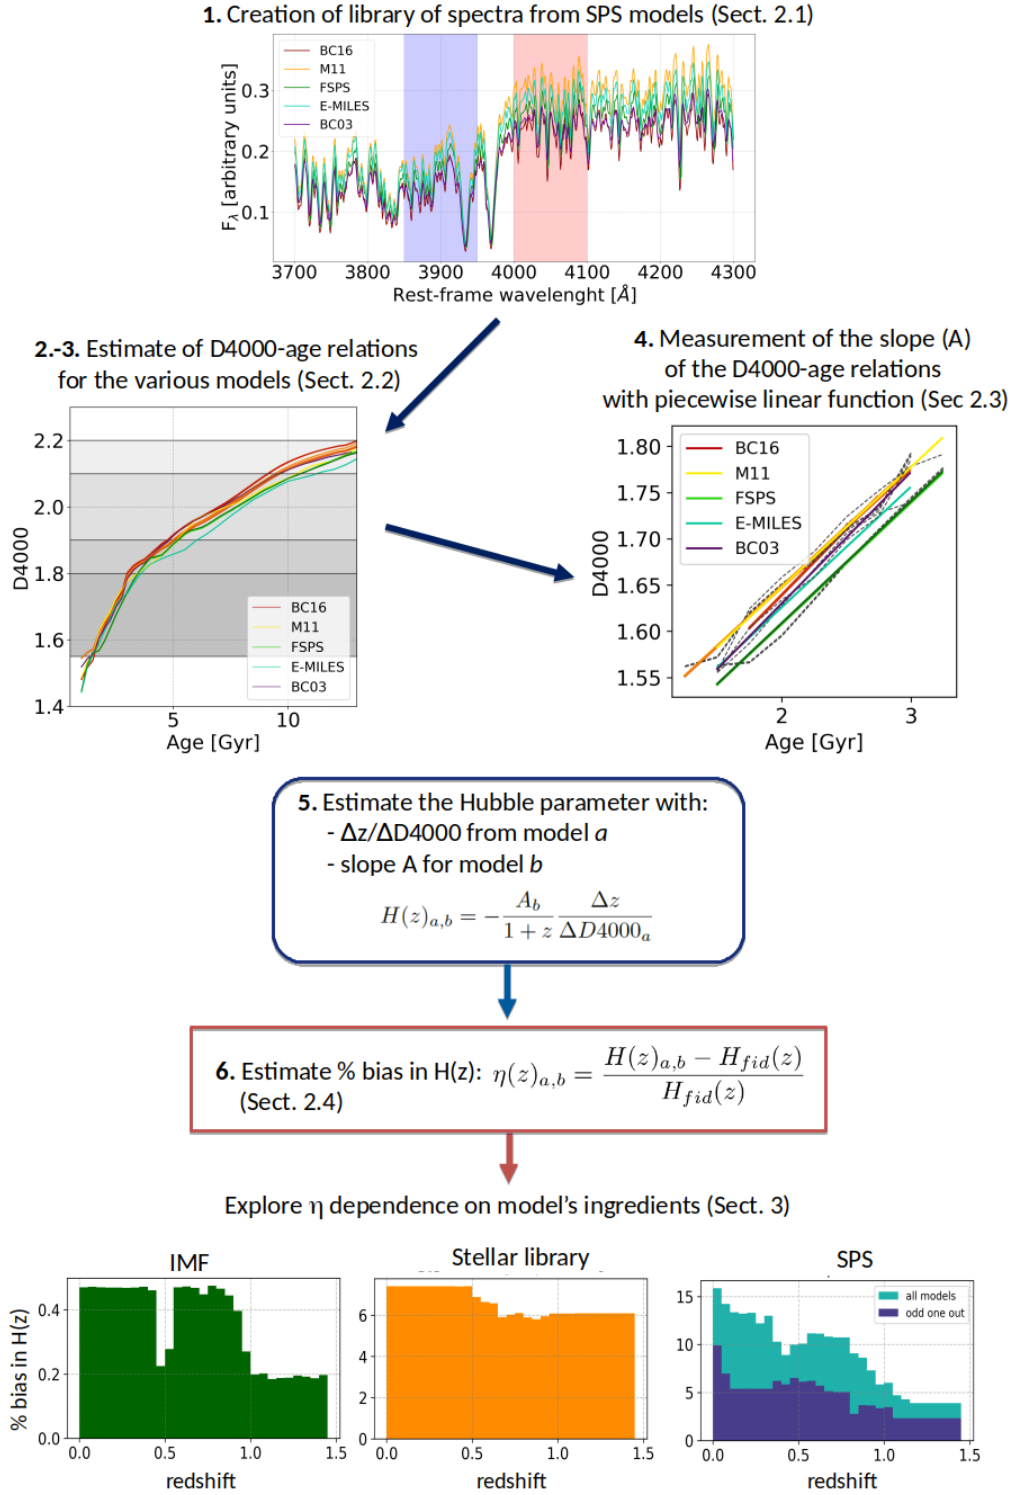 1. Creation of library of spectra from SPS models (Sect. 2.1)
BC16
M11
FSPS
E-MILES
BC03
F_λ [arbitrary units]
0.3
0.2
0.1
3700 3800 3900 4000 4100 4200 4300
Rest-frame wavelenght [Å]
2.-3. Estimate of D4000-age relations
for the various models (Sect. 2.2)
D4000
2.2
2.0
1.8
1.6
1.4
BC16
M11
FSPS
E-MILES
BC03
5 10
Age [Gyr]
4. Measurement of the slope (A)
of the D4000-age relations
with piecewise linear function (Sec 2.3)
D4000
1.80
1.75
1.70
1.65
1.60
1.55
BC16
M11
FSPS
E-MILES
BC03
2 3
Age [Gyr]
5. Estimate the Hubble parameter with:
- Δz/ΔD4000 from model a
- slope A for model b
H(z)_{a,b} = - \frac{A_b}{1 + z} \frac{Δz}{ΔD4000_a}
6. Estimate % bias in H(z): η(z)_{a,b} = \frac{H(z)_{a,b} - H_{fid}(z)}{H_{fid}(z)}
(Sect. 2.4)
Explore η dependence on model's ingredients (Sect. 3)
IMF
% bias in H(z)
0.4
0.2
0.0
0.0 0.5 1.0 1.5
redshift
Stellar library
6
4
2
0
0.0 0.5 1.0 1.5
redshift
SPS
all models
odd one out
15
10
5
0
0.0 0.5 1.0 1.5
redshift